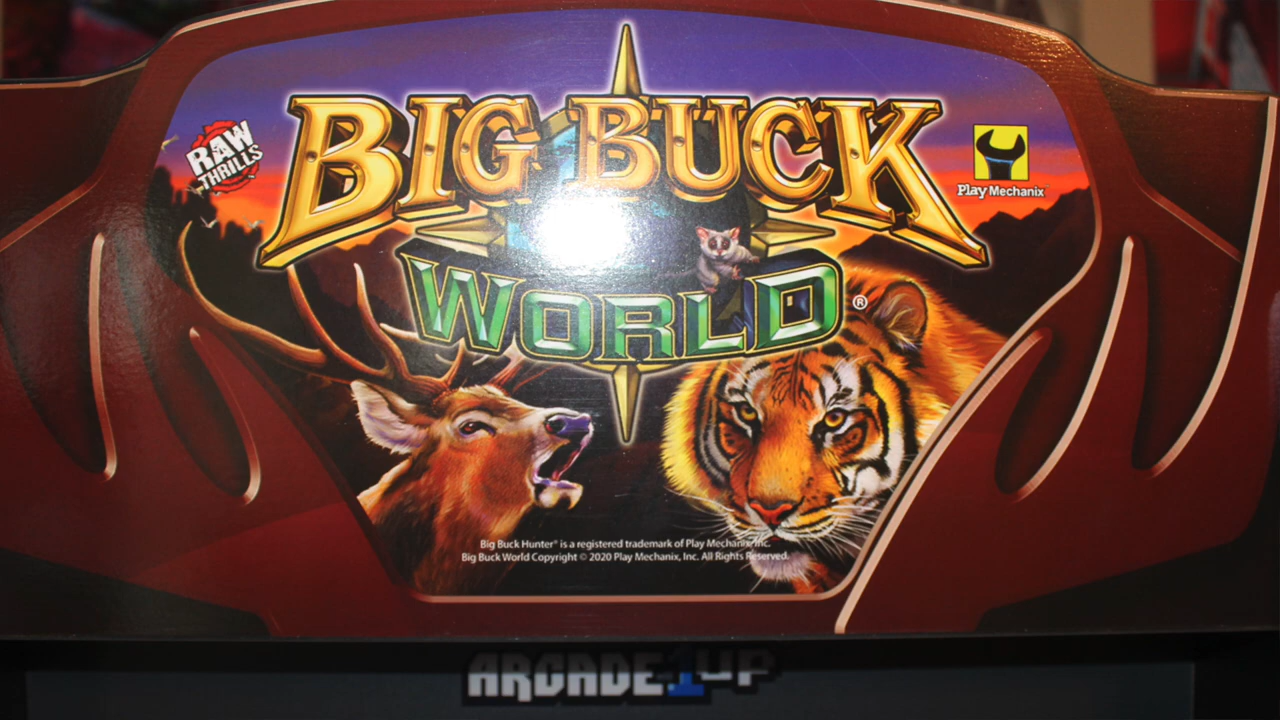 BIG BUCK
RAW
THRILLS
Play Mechanix
WORLD®
Big Buck Hunter® is a registered trademark of Play Mechanix, Inc.
Big Buck World Copyright © 2020 Play Mechanix, Inc. All Rights Reserved.
ARCADE1UP